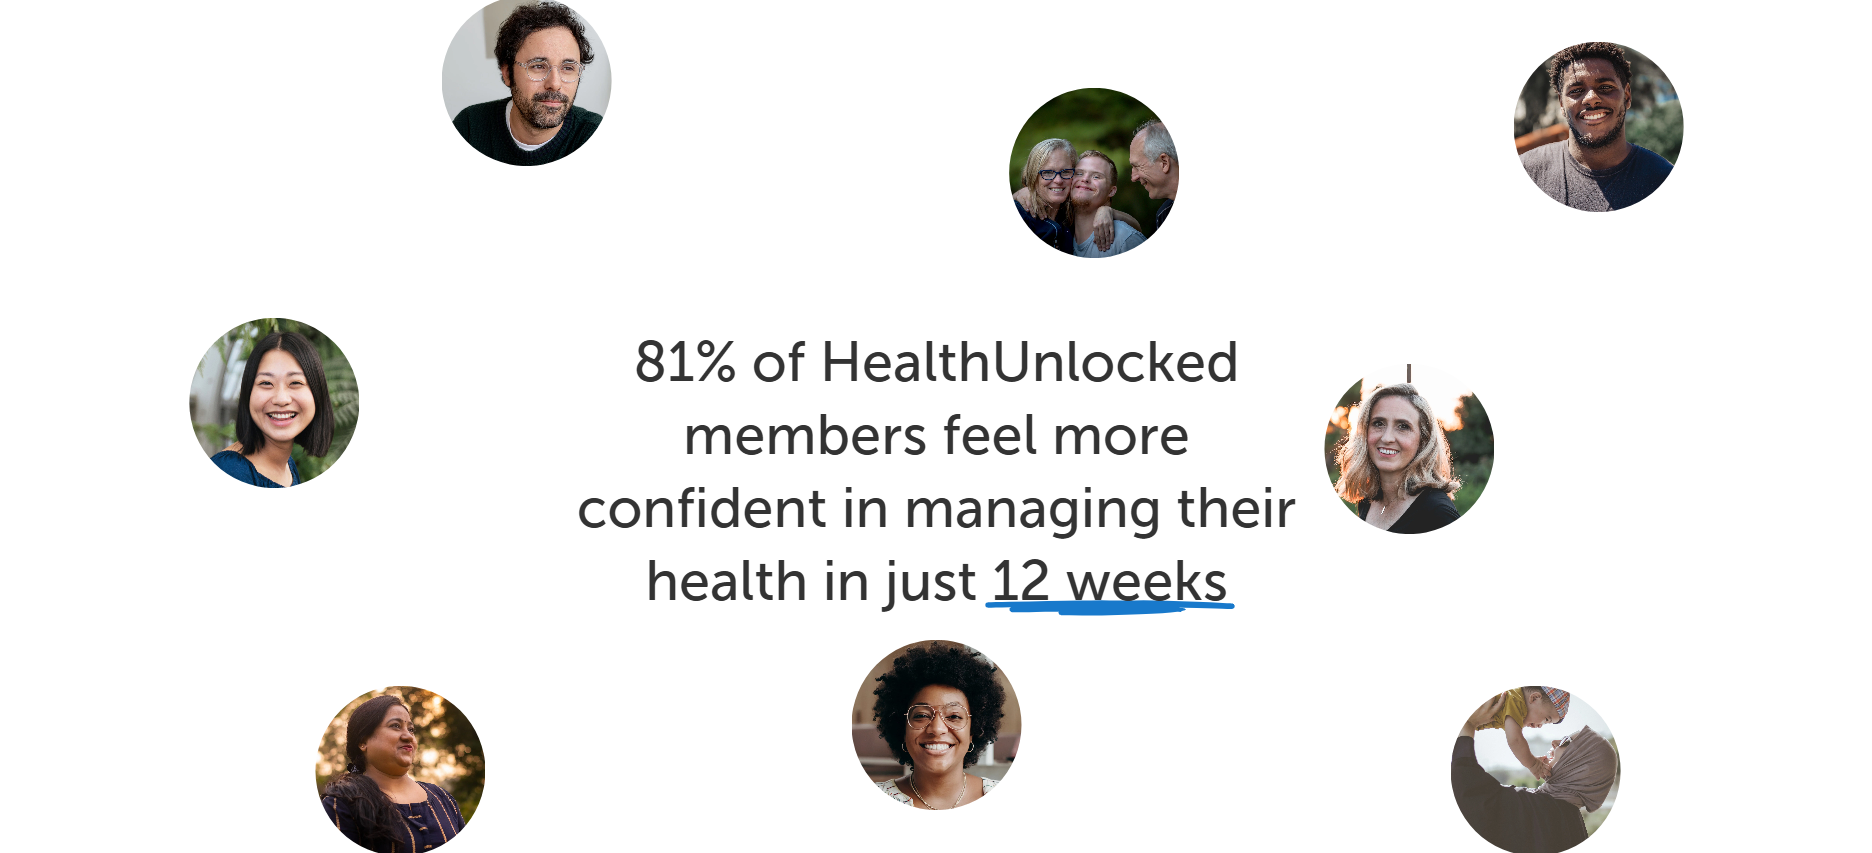 81% of HealthUnlocked
members feel more
confident in managing their
health in just 12 weeks